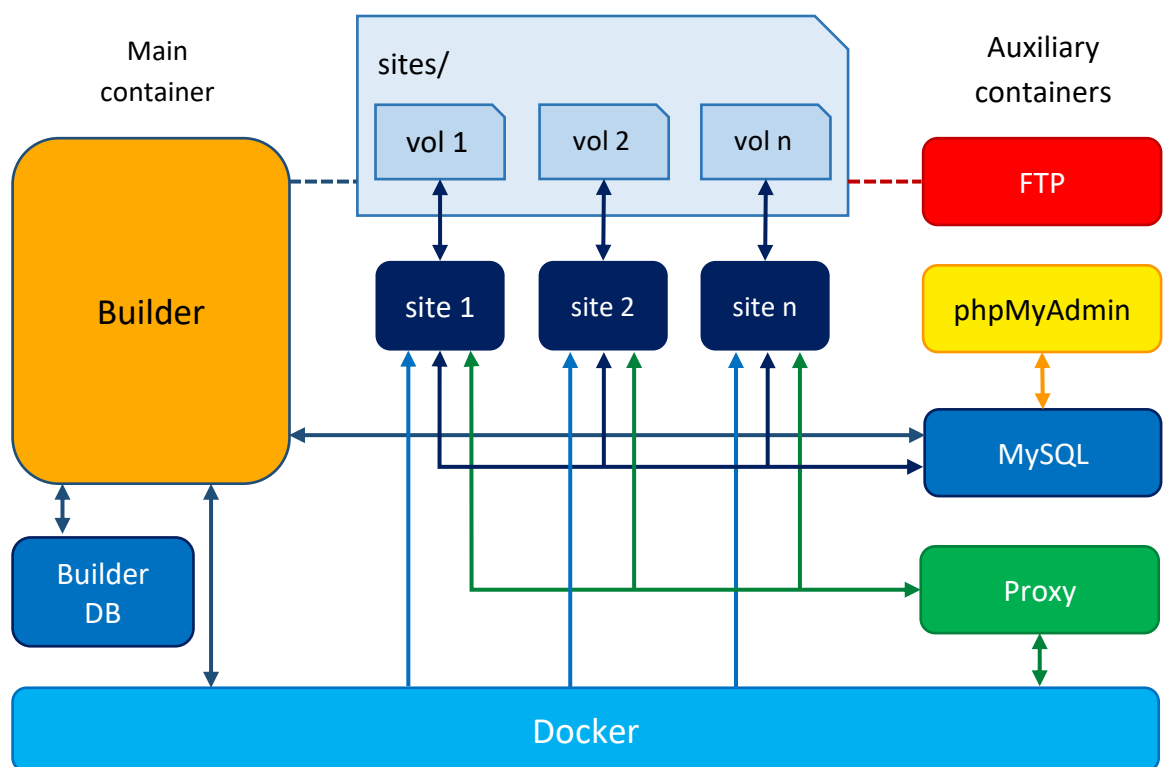 Main
container
sites/
Auxiliary
containers
vol 1
vol 2
vol n
FTP
Builder
site 1
site 2
site n
phpMyAdmin
MySQL
Builder
DB
Proxy
Docker